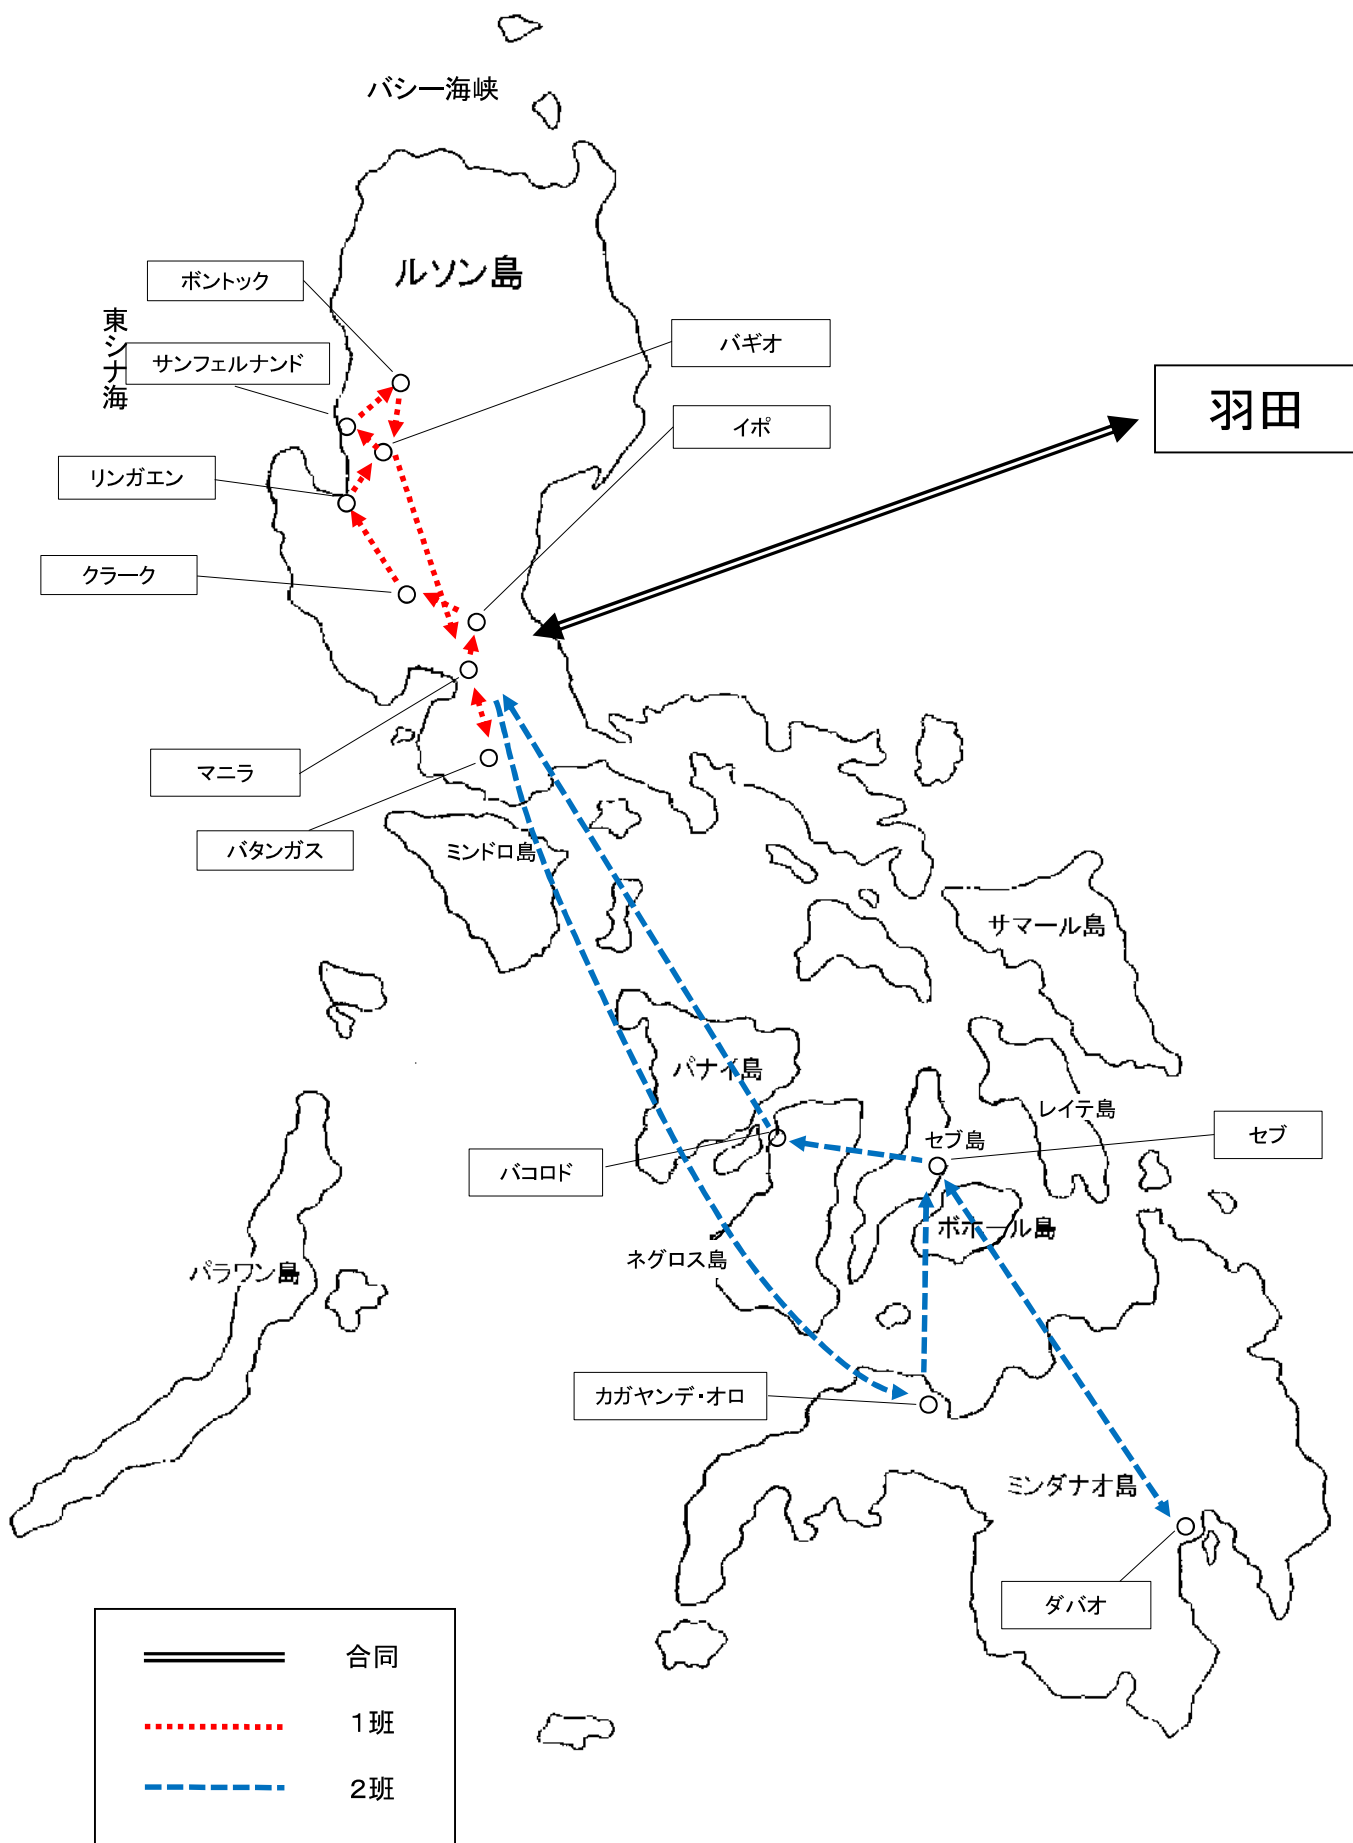 バシー海峡
ルソン島
ボントック
東シナ海
サンフェルナンド
バギオ
羽田
イポ
リンガエン
クラーク
マニラ
バタンガス
ミンドロ島
サマール島
パナイ島
レイテ島
セブ島
セブ
バコロド
ボホール島
ネグロス島
パラワン島
カガヤンデ・オロ
ミンダナオ島
ダバオ
合同
1班
2班